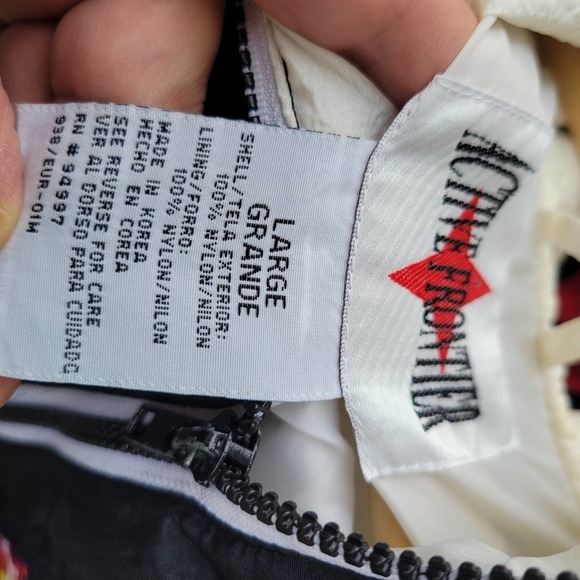 ACTIVE FRONTIER
LARGE
GRANDE
SHELL/TELA EXTERIOR:
100% NYLON/NILON
LINING/FORRO:
100% NYLON/NILON
MADE IN KOREA
HECHO EN COREA
SEE REVERSE FOR CARE
VER AL DORSO PARA CUIDADO
RN # 94997
938/EUR-01M